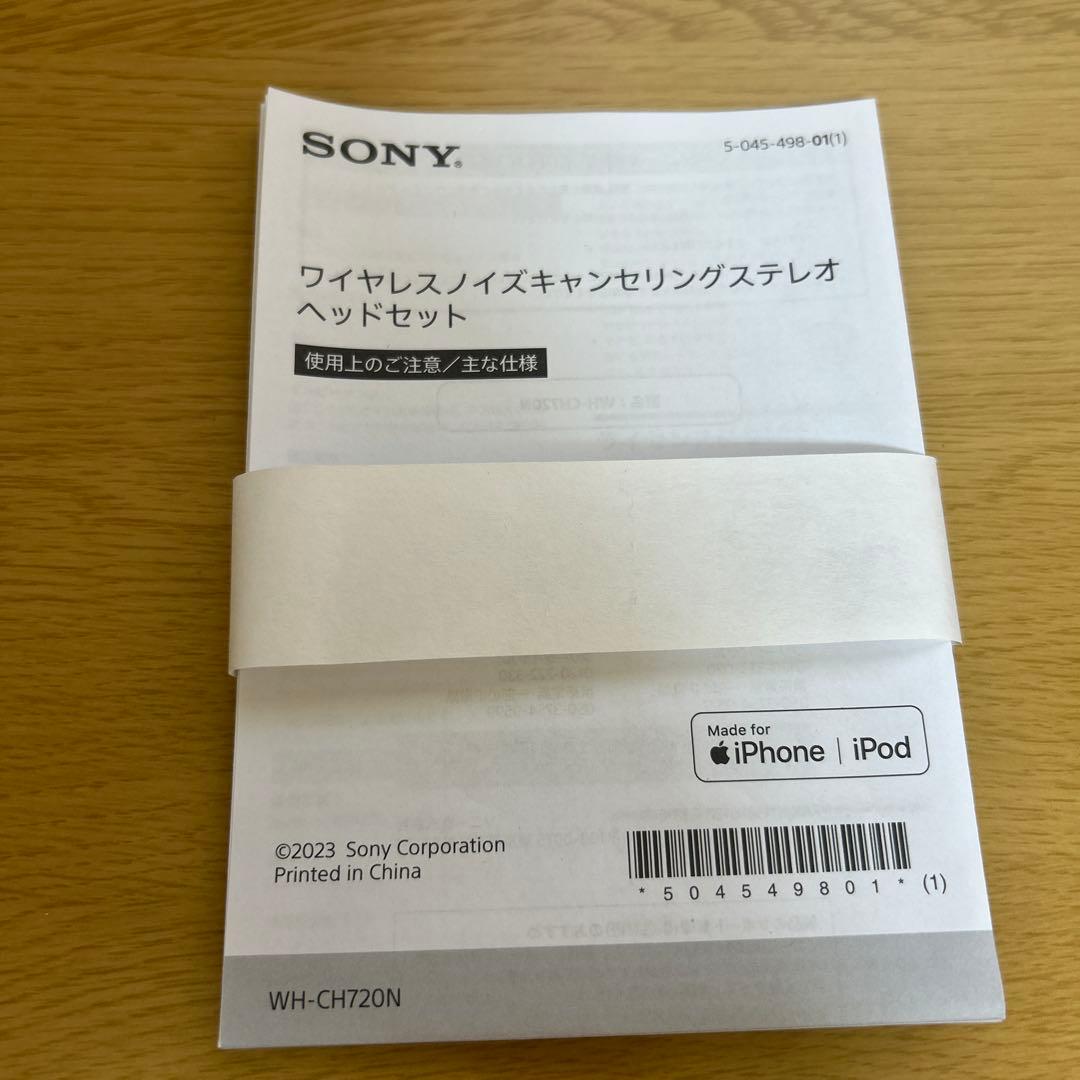 SONY®
5-045-498-01(1)
ワイヤレスノイズキャンセリングステレオ
ヘッドセット
使用上のご注意／主な仕様
Made for
iPhone | iPod
©2023 Sony Corporation
Printed in China
*504549801* (1)
WH-CH720N